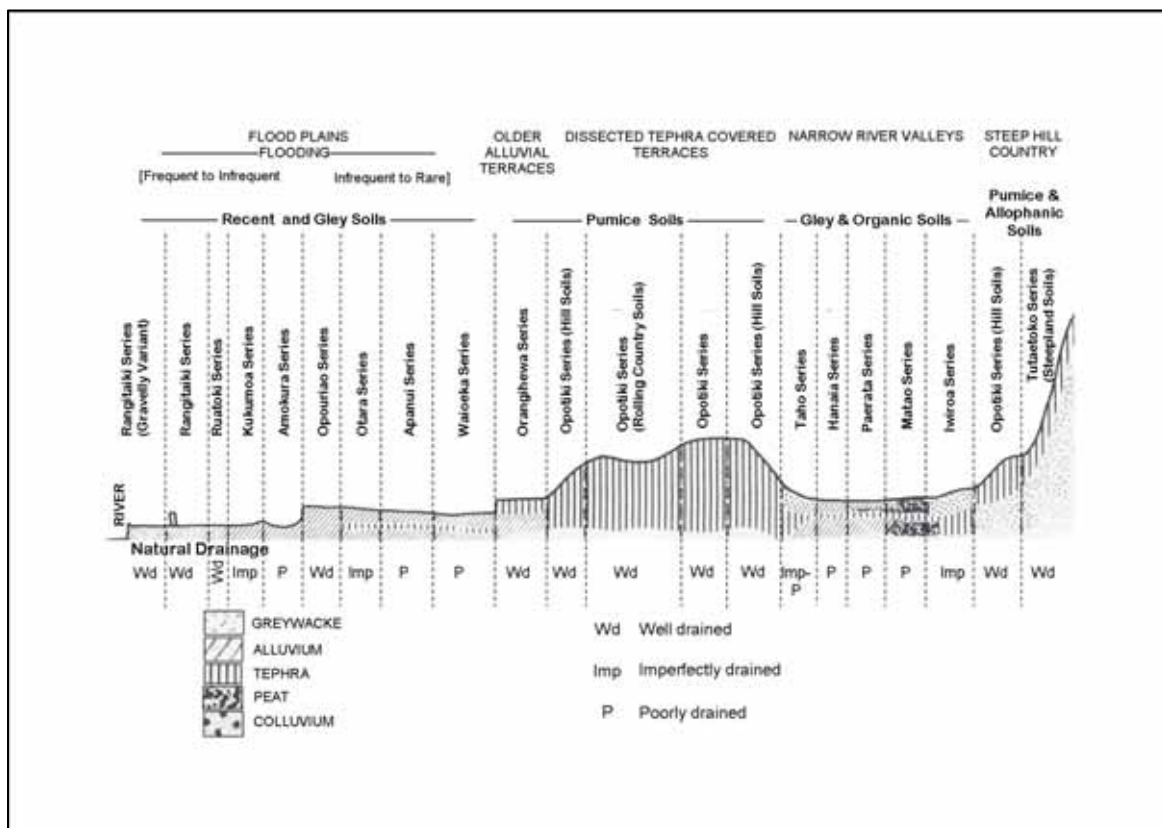 FLOOD PLAINS
FLOODING
[Frequent to Infrequent
Infrequent to Rare]
OLDER
ALLUVIAL
TERRACES
DISSECTED TEPHRA COVERED
TERRACES
NARROW RIVER VALLEYS
STEEP HILL
COUNTRY
Recent and Gley Soils
Pumice Soils
Gley & Organic Soils
Pumice &
Allophanic
Soils
Rangitaiki Series
(Gravelly Variant)
Rangitaiki Series
Ruatoki Series
Kukumoa Series
Amokura Series
Opouriao Series
Otara Series
Apanui Series
Waioeka Series
Orangihewa Series
Opotiki Series (Hill Soils)
Opotiki Series
(Rolling Country Soils)
Opotiki Series
Opotiki Series (Hill Soils)
Taho Series
Hanaia Series
Paerata Series
Matao Series
Iwiroa Series
Opotiki Series (Hill Soils)
Tutaetoko Series
(Steepland Soils)
RIVER
Natural Drainage
Wd
Wd
Wd
Imp
P
Wd
Imp
P
P
Wd
Wd
Wd
Wd
Wd
Imp-
P
P
P
P
Imp
Wd
Wd
GREYWACKE
ALLUVIUM
TEPHRA
PEAT
COLLUVIUM
Wd Well drained
Imp Imperfectly drained
P Poorly drained